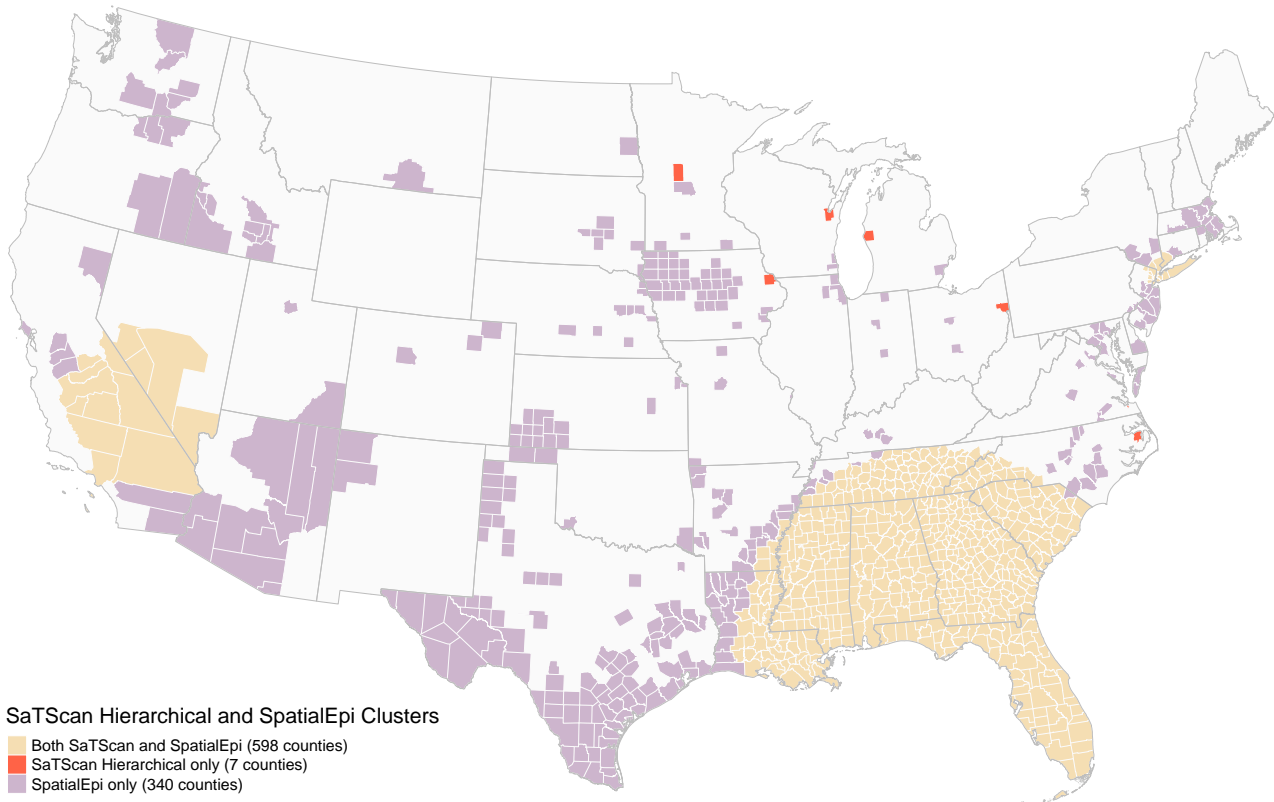 SaTScan Hierarchical and SpatialEpi Clusters
Both SaTScan and SpatialEpi (598 counties)
SaTScan Hierarchical only (7 counties)
SpatialEpi only (340 counties)